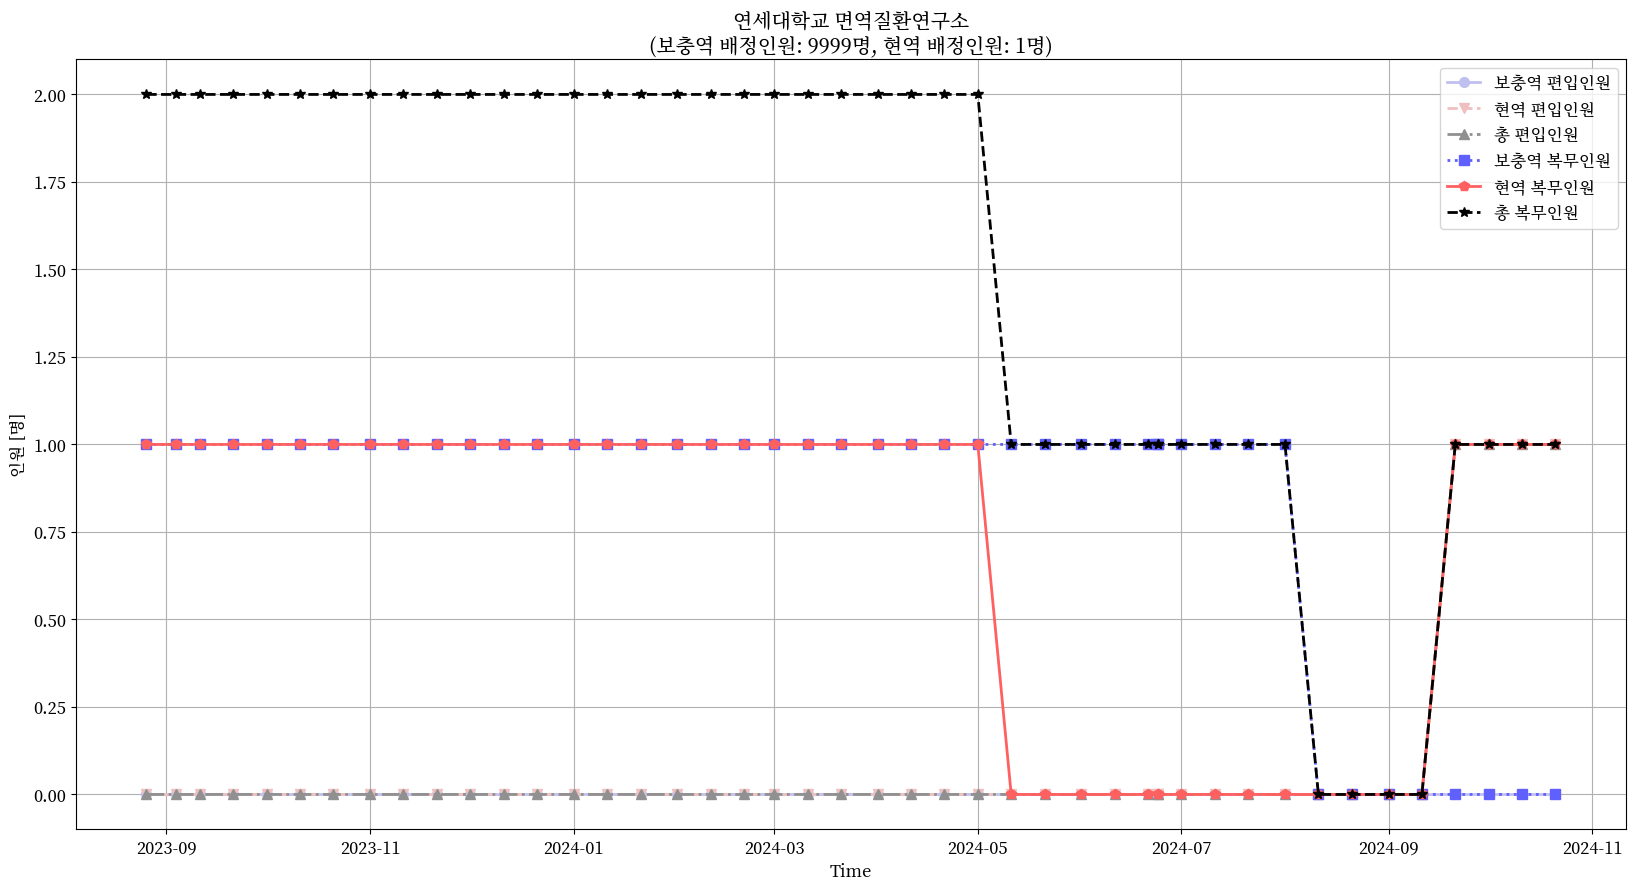 연세대학교 면역질환연구소
(보충역 배정인원: 9999명, 현역 배정인원: 1명)
보충역 편입인원
현역 편입인원
총 편입인원
보충역 복무인원
현역 복무인원
총 복무인원
인원 [명]
2.00
1.75
1.50
1.25
1.00
0.75
0.50
0.25
0.00
2023-09
2023-11
2024-01
2024-03
2024-05
2024-07
2024-09
2024-11
Time